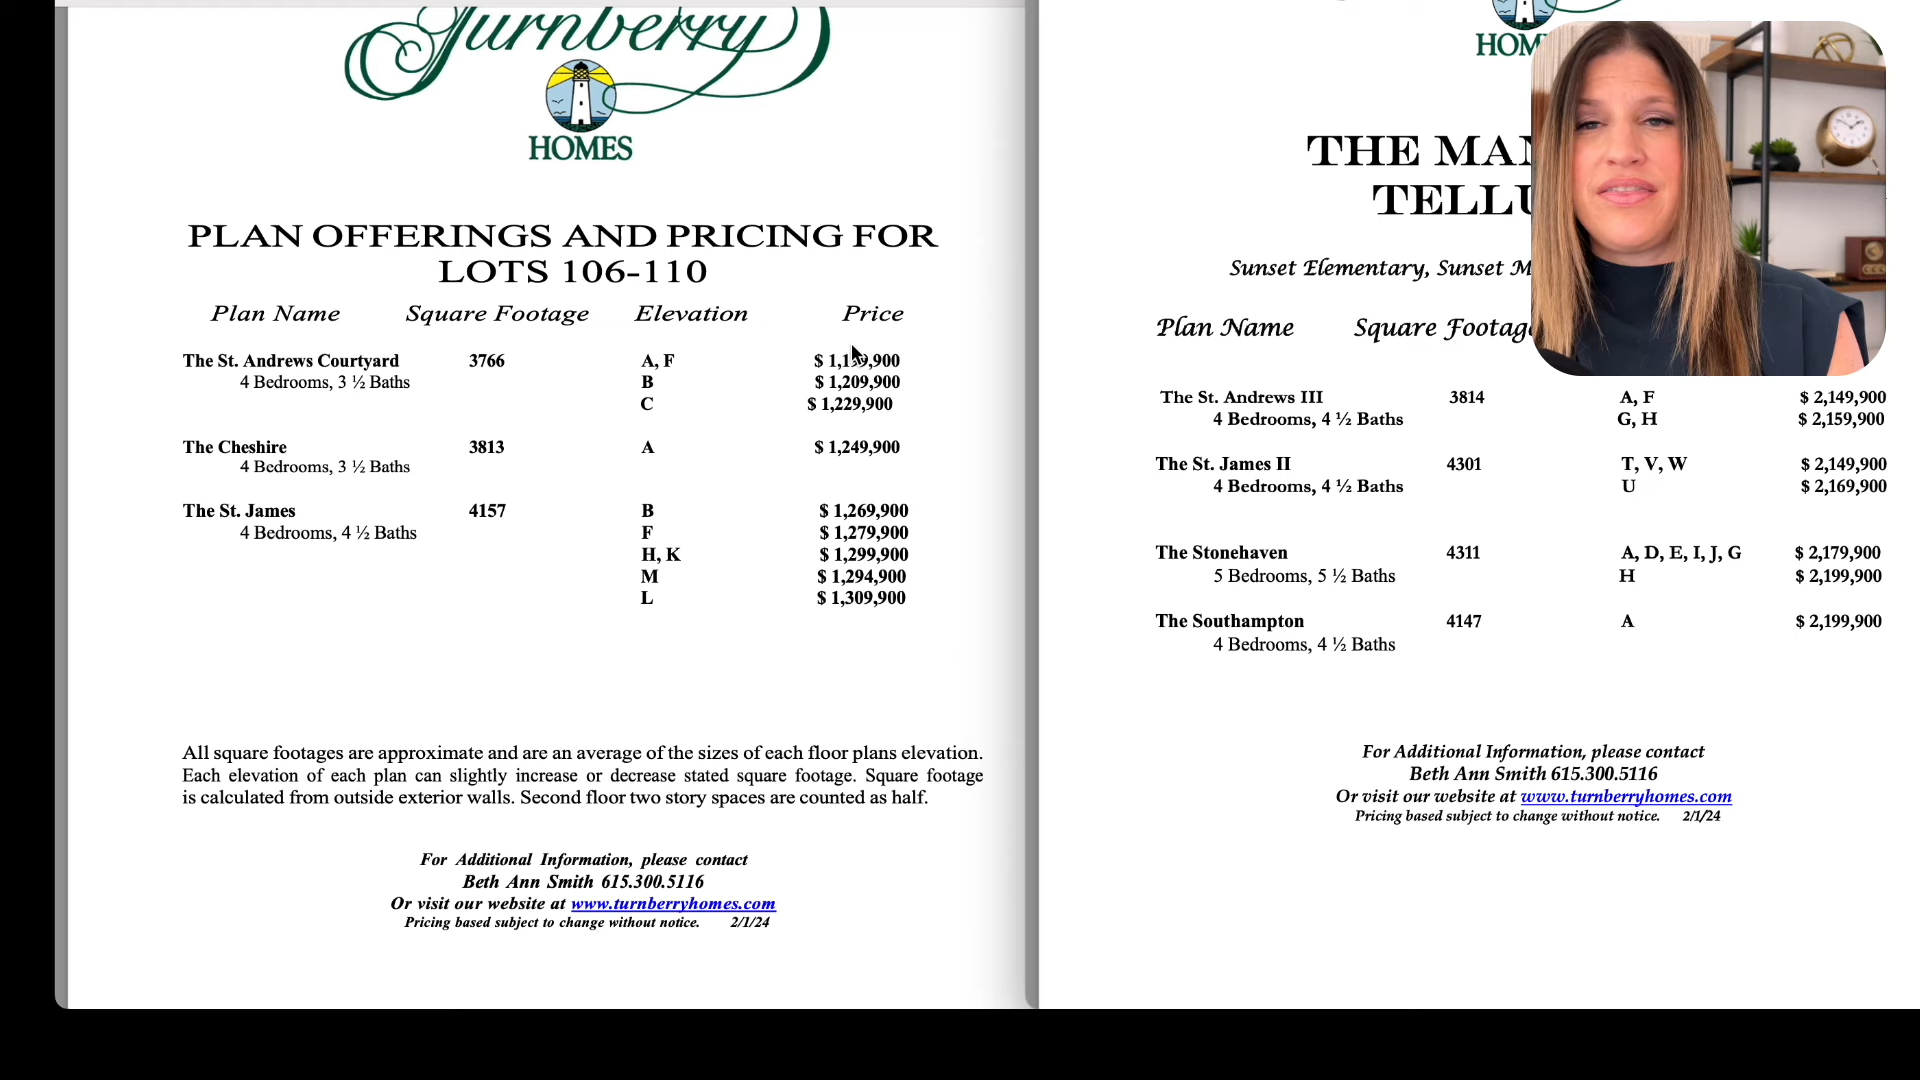 Turnberry
HOMES
PLAN OFFERINGS AND PRICING FOR
LOTS 106-110
Plan Name Square Footage Elevation Price
The St. Andrews Courtyard 3766 A, F
4 Bedrooms, 3 ½ Baths B $ 1,209,900
C $ 1,229,900
The Cheshire 3813 A $ 1,249,900
4 Bedrooms, 3 ½ Baths
The St. James 4157 B $ 1,269,900
4 Bedrooms, 4 ½ Baths F $ 1,279,900
H, K $ 1,299,900
M $ 1,294,900
L $ 1,309,900
All square footages are approximate and are an average of the sizes of each floor plans elevation.
Each elevation of each plan can slightly increase or decrease stated square footage. Square footage
is calculated from outside exterior walls. Second floor two story spaces are counted as half.
For Additional Information, please contact
Beth Ann Smith 615.300.5116
Or visit our website at www.turnberryhomes.com
Pricing based subject to change without notice. 2/1/24
THE
Sunset Elementary, Sunset
Plan Name Square
The St. Andrews III 3814 A, F $ 2,149,900
4 Bedrooms, 4 ½ Baths G, H $ 2,159,900
The St. James II 4301 T, V, W $ 2,149,900
4 Bedrooms, 4 ½ Baths U $ 2,169,900
The Stonehaven 4311 A, D, E, I, J, G $ 2,179,900
5 Bedrooms, 5 ½ Baths H $ 2,199,900
The Southampton 4147 A $ 2,199,900
4 Bedrooms, 4 ½ Baths
For Additional Information, please contact
Beth Ann Smith 615.300.5116
Or visit our website at www.turnberryhomes.com
Pricing based subject to change without notice. 2/1/24